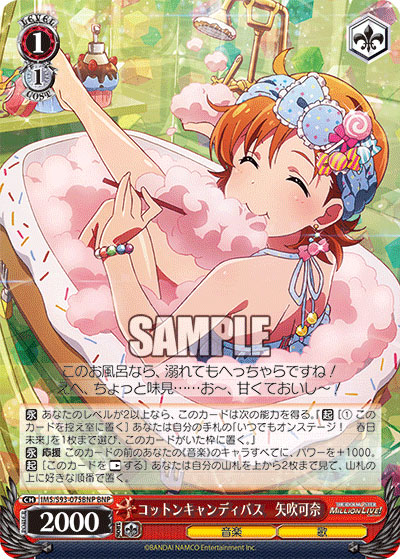 LEVEL
1
1
COST
SAMPLE
このお風呂なら、溺れてもへっちゃらですね！
えへ、ちょっと味見……お～、甘くておいし～！
永 あなたのレベルが2以上なら、このカードは次の能力を得る。『起［① この
カードを控室に置く］あなたは自分の手札の「いつでもオンステージ！ 春日
未来」を1枚まで選び、このカードがいた枠に置く。』
永 応援 このカードの前のあなたの《音楽》のキャラすべてに、パワーを＋1000。
起［このカードを する］あなたは自分の山札を上から2枚まで見て、山札の
上に好きな順番で置く。
CH IMS/S93-075BNP BNP
コットンキャンディバス 矢吹可奈
THE IDOLM@STER
MILLION LIVE!
POWER
2000
音楽
歌
©BANDAI NAMCO Entertainment Inc.